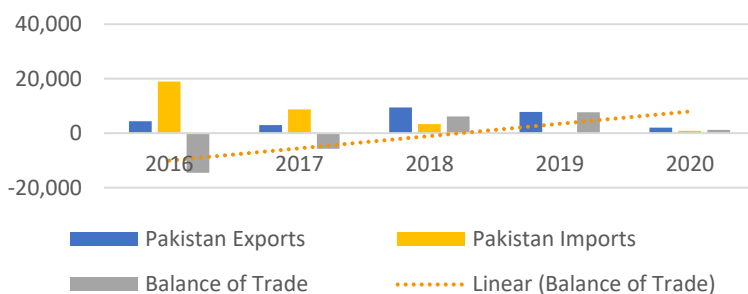 40,000
20,000
0
-20,000
2016 2017 2018 2019 2020
Pakistan Exports Pakistan Imports
Balance of Trade Linear (Balance of Trade)